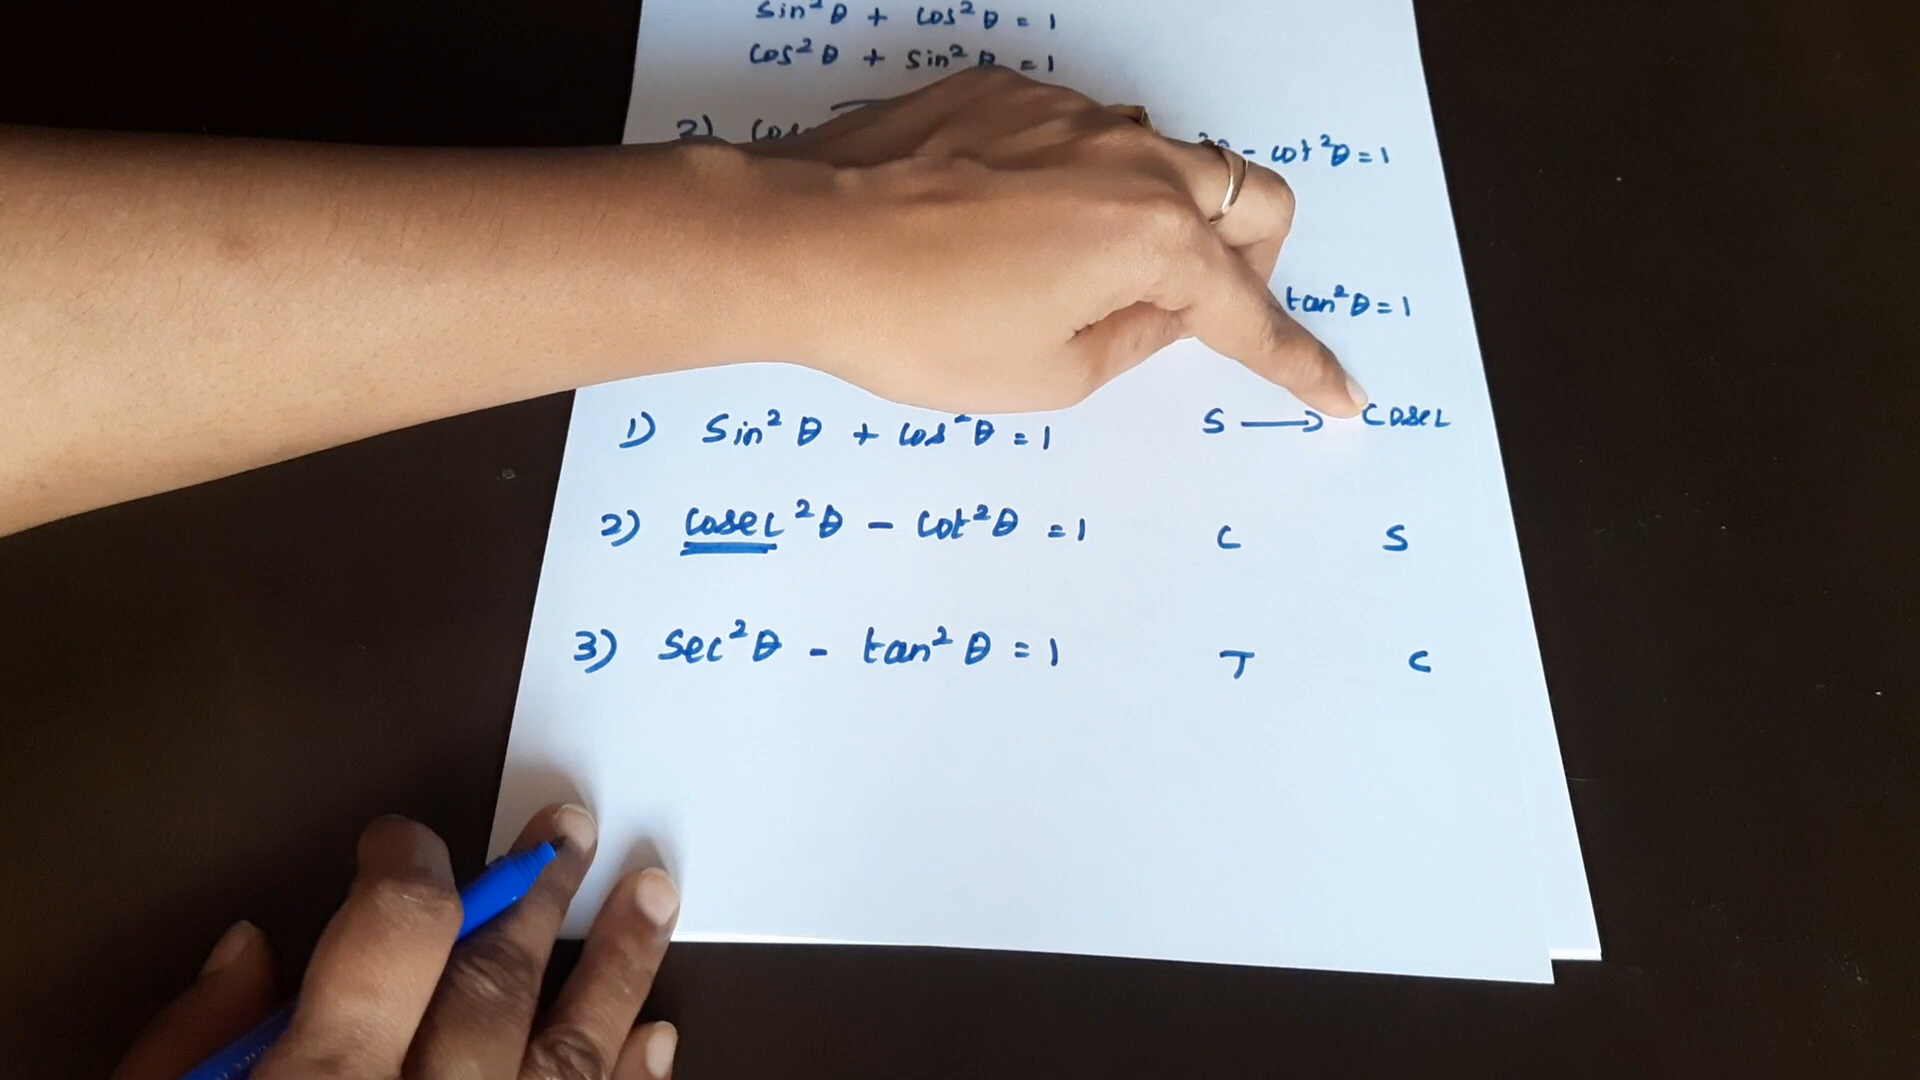 sin²θ + cos²θ = 1
cos²θ + sin²θ = 1
2) - cot²θ = 1
tan²θ = 1
1) Sin²θ + cos²θ = 1 S → cosec
2) cosec²θ - cot²θ = 1 C S
3) sec²θ - tan²θ = 1 T C